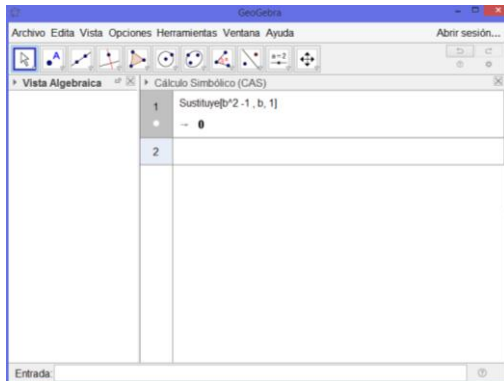 GeoGebra
Archivo Edita Vista Opciones Herramientas Ventana Ayuda Abrir sesión...
A
a=2
Vista Algebraica
Cálculo Simbólico (CAS)
1 Sustituye[b^2 -1 , b, 1]
→ 0
2
Entrada: